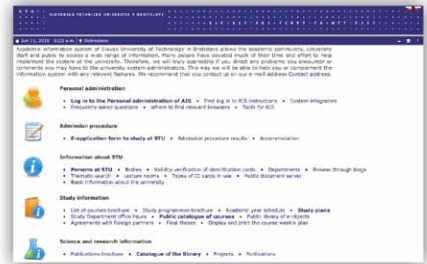 S T U
SLOVENSKÁ TECHNICKÁ UNIVERZITA V BRATISLAVE
Academic information system of Slovak University of Technology in Bratislava allows the academic community, university
staff and public to access a wide range of information. Many people have devoted much of their time and effort to help
implement the system at the university. Therefore, we will truly appreciate if you direct any problems you encounter or
comments you may have to the university system administrators. This way we will be able to help you or complement the
information system with any relevant features. We recommend that you contact us on our e-mail address Contact address.
Personal administration
• Log in to the Personal administration of AIS • First log in to AIS instructions • System integrators
• Frequently asked questions • Where to find relevant browsers • Tools for AIS
Admission procedure
• E-application form to study at STU • Admission procedure results • Accommodation
Information about STU
• Persons at STU • Bodies • Validity verification of identification cards • Departments • Browse through blogs
• Thematic search • Lecture rooms • Types of ID cards in use • Public document server
• Basic information about the university
Study information
• List of courses brochure • Study programmes brochure • Academic year schedule • Study plans
• Study Department office hours • Public catalogue of courses • Public library of e-objects
• Agreements with foreign partners • Final theses • Display and print the course weekly plan
Science and research information
• Publications brochure • Catalogue of the library • Projects • Publications